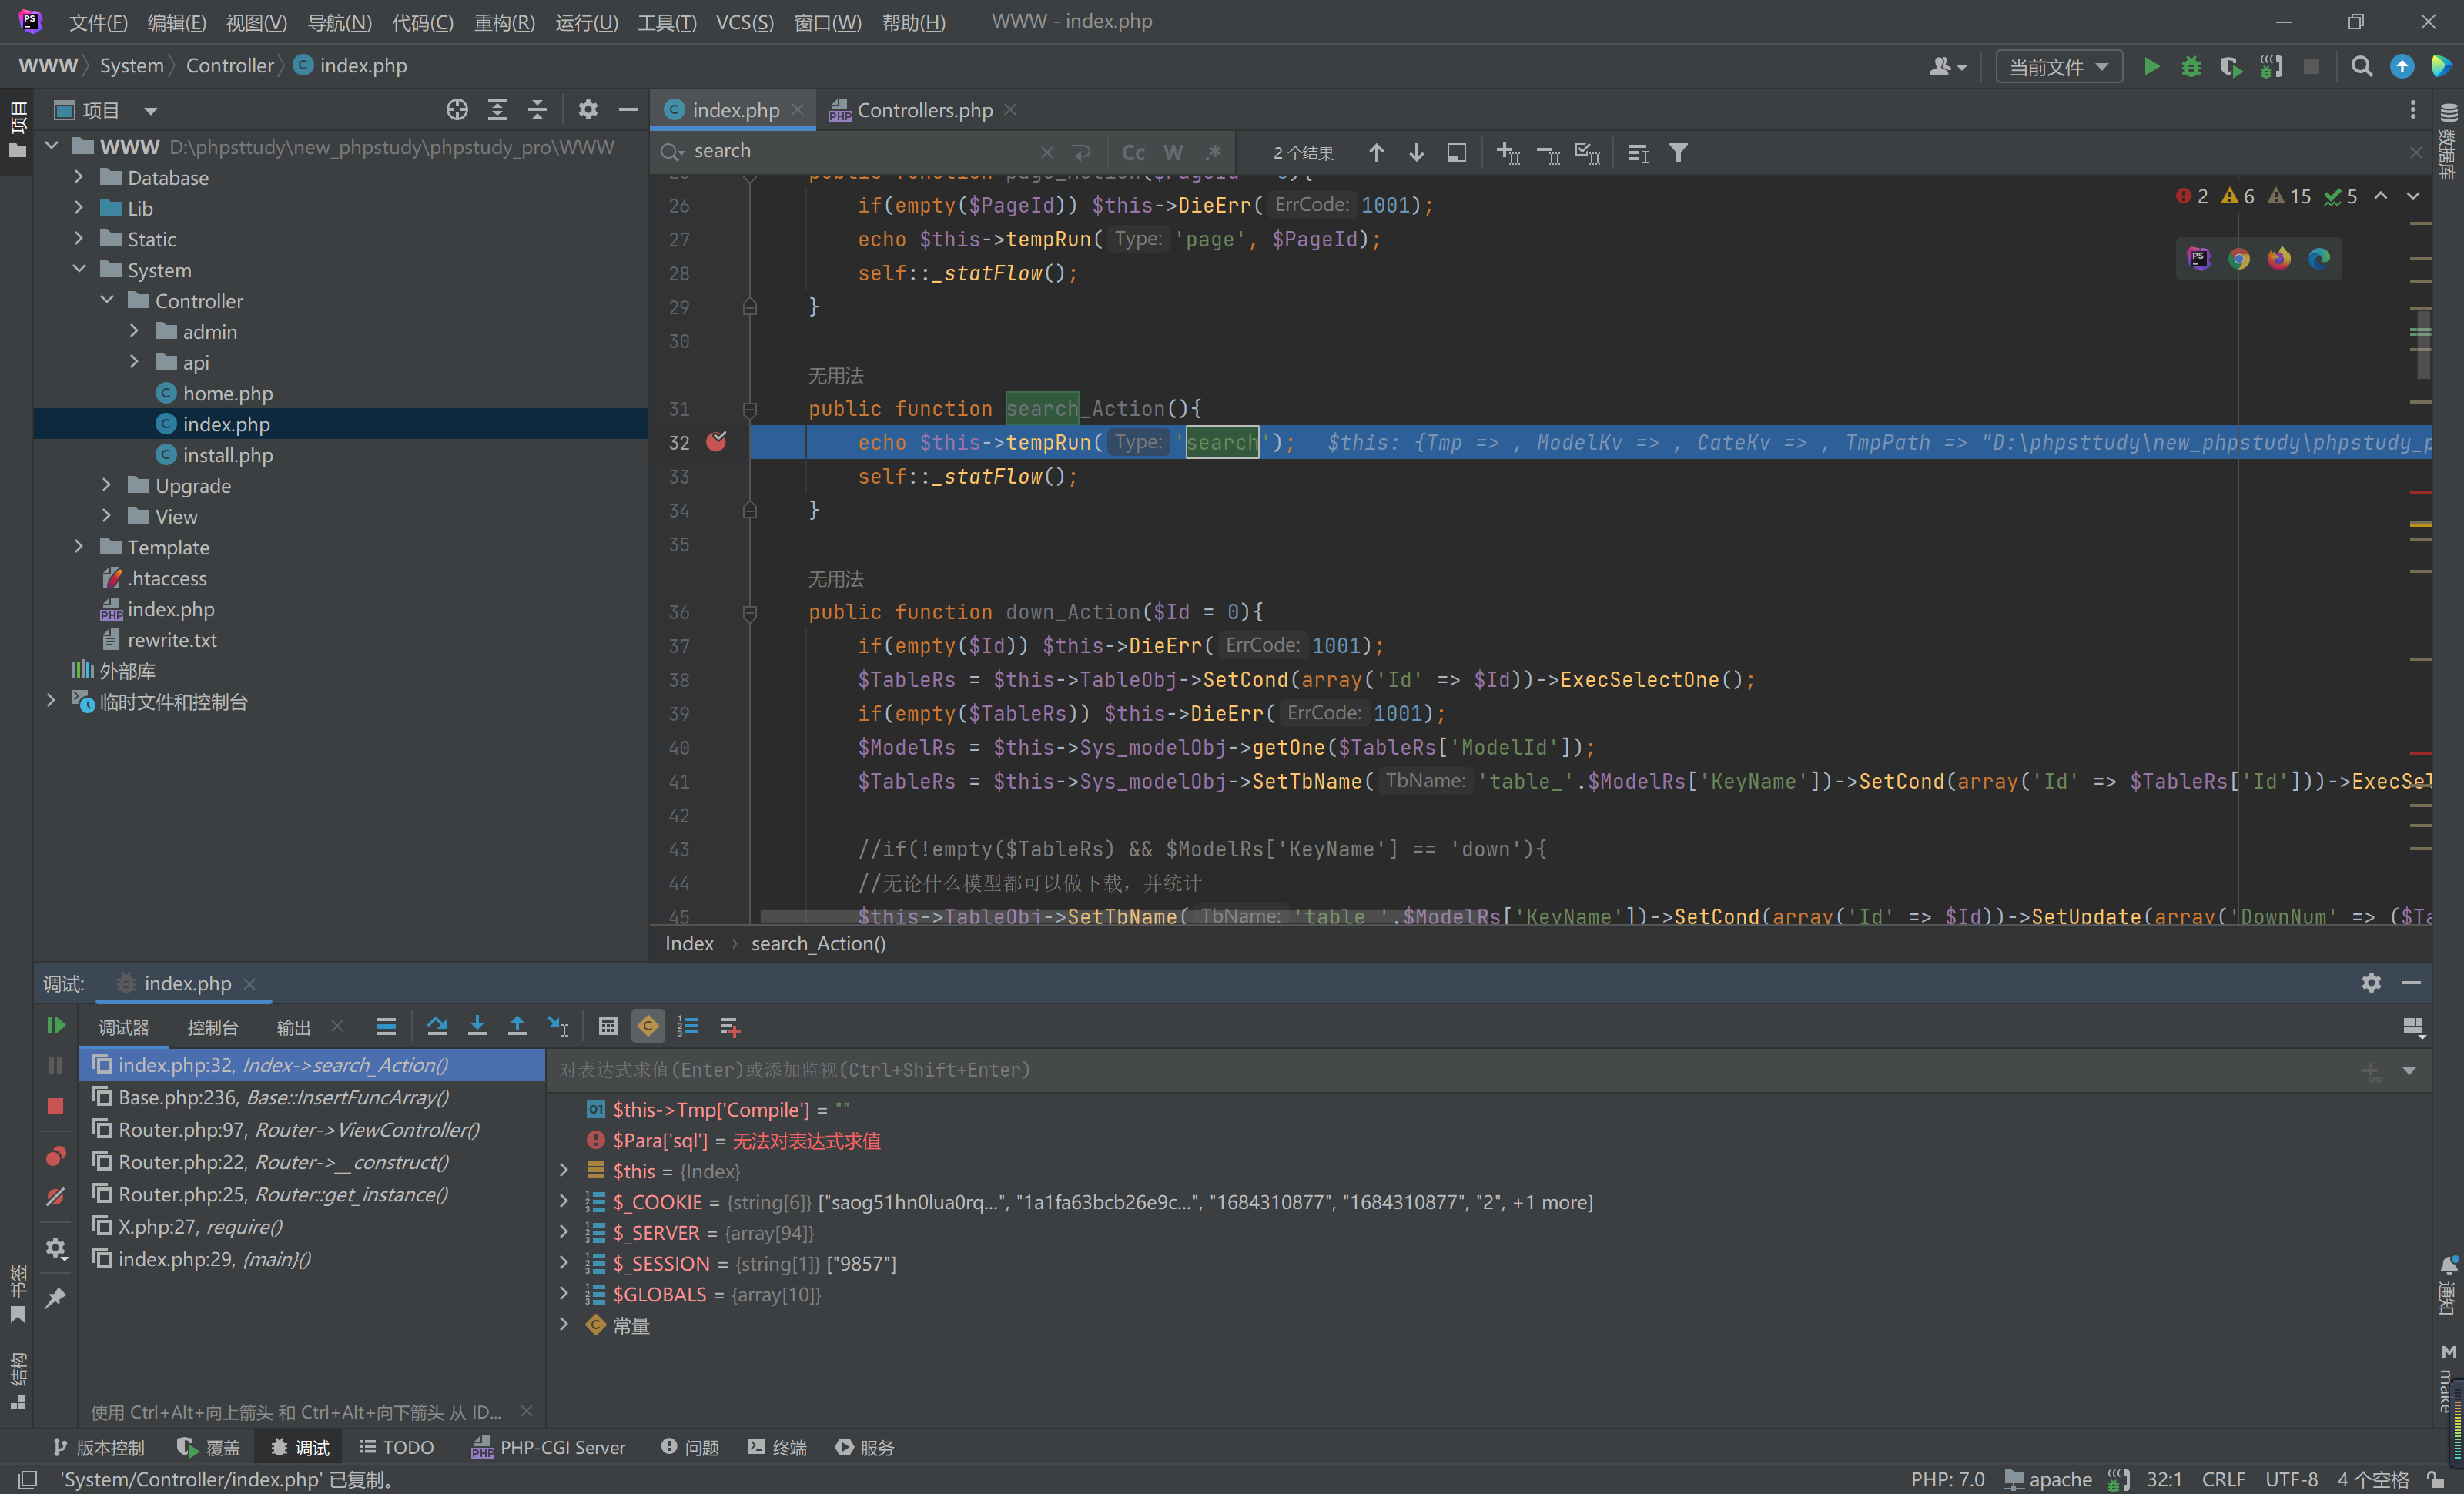 文件(F) 编辑(E) 视图(V) 导航(N) 代码(C) 重构(R) 运行(U) 工具(T) VCS(S) 窗口(W) 帮助(H) WWW - index.php
WWW System Controller index.php
当前文件
项目
项目
WWW D:\phpsttudy\new_phpstudy\phpstudy_pro\WWW
Database
Lib
Static
System
Controller
admin
api
home.php
index.php
install.php
Upgrade
View
Template
.htaccess
index.php
rewrite.txt
外部库
临时文件和控制台
index.php Controllers.php
search Cc W .* 2 个结果
2 6 15 5
26 if(empty($PageId)) $this->DieErr( ErrCode: 1001);
27 echo $this->tempRun( Type: 'page', $PageId);
28 self::_statFlow();
29 }
30
无用法
31 public function search_Action(){
32 echo $this->tempRun( Type: 'search'); $this: {Tmp => , ModelKv => , CateKv => , TmpPath => "D:\phpsttudy\new_phpstudy\phpstudy_p
33 self::_statFlow();
34 }
35
无用法
36 public function down_Action($Id = 0){
37 if(empty($Id)) $this->DieErr( ErrCode: 1001);
38 $TableRs = $this->TableObj->SetCond(array('Id' => $Id))->ExecSelectOne();
39 if(empty($TableRs)) $this->DieErr( ErrCode: 1001);
40 $ModelRs = $this->Sys_modelObj->getOne($TableRs['ModelId']);
41 $TableRs = $this->Sys_modelObj->SetTbName( TbName: 'table_'.$ModelRs['KeyName'])->SetCond(array('Id' => $TableRs['Id']))->ExecSel
42
43 //if(!empty($TableRs) && $ModelRs['KeyName'] == 'down'){
44 //无论什么模型都可以做下载，并统计
45 $this->TableObj->SetTbName( TbName: 'table_'.$ModelRs['KeyName'])->SetCond(array('Id' => $Id))->SetUpdate(array('DownNum' => ($Ta
Index › search_Action()
数据库
调试: index.php
调试器 控制台 输出
index.php:32, Index->search_Action()
Base.php:236, Base::InsertFuncArray()
Router.php:97, Router->ViewController()
Router.php:22, Router->__construct()
Router.php:25, Router::get_instance()
X.php:27, require()
index.php:29, {main}()
使用 Ctrl+Alt+向上箭头 和 Ctrl+Alt+向下箭头 从 ID...
对表达式求值(Enter)或添加监视(Ctrl+Shift+Enter)
$this->Tmp['Compile'] = ""
$Para['sql'] = 无法对表达式求值
$this = {Index}
$_COOKIE = {string[6]} ["saog51hn0lua0rq...", "1a1fa63bcb26e9c...", "1684310877", "1684310877", "2", +1 more]
$_SERVER = {array[94]}
$_SESSION = {string[1]} ["9857"]
$GLOBALS = {array[10]}
常量
书签
结构
通知
make
版本控制 覆盖 调试 TODO PHP-CGI Server 问题 终端 服务
'System/Controller/index.php' 已复制。 PHP: 7.0 apache 32:1 CRLF UTF-8 4 个空格